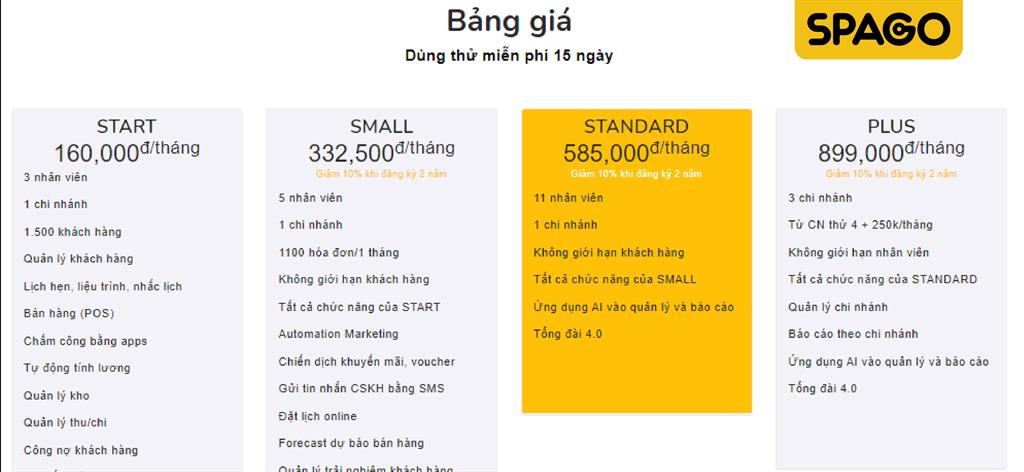 Bảng giá
Dùng thử miễn phí 15 ngày
SPAGO
START
160,000đ/tháng
3 nhân viên
1 chi nhánh
1.500 khách hàng
Quản lý khách hàng
Lịch hẹn, liệu trình, nhắc lịch
Bán hàng (POS)
Chấm công bằng apps
Tự động tính lương
Quản lý kho
Quản lý thu/chi
Công nợ khách hàng
SMALL
332,500đ/tháng
Giảm 10% khi đăng ký 2 năm
5 nhân viên
1 chi nhánh
1100 hóa đơn/1 tháng
Không giới hạn khách hàng
Tất cả chức năng của START
Automation Marketing
Chiến dịch khuyến mãi, voucher
Gửi tin nhắn CSKH bằng SMS
Đặt lịch online
Forecast dự báo bán hàng
Quản lý trải nghiệm khách hàng
STANDARD
585,000đ/tháng
Giảm 10% khi đăng ký 2 năm
11 nhân viên
1 chi nhánh
Không giới hạn khách hàng
Tất cả chức năng của SMALL
Ứng dụng AI vào quản lý và báo cáo
Tổng đài 4.0
PLUS
899,000đ/tháng
Giảm 10% khi đăng ký 2 năm
3 chi nhánh
Từ CN thứ 4 + 250k/tháng
Không giới hạn nhân viên
Tất cả chức năng của STANDARD
Quản lý chi nhánh
Báo cáo theo chi nhánh
Ứng dụng AI vào quản lý và báo cáo
Tổng đài 4.0